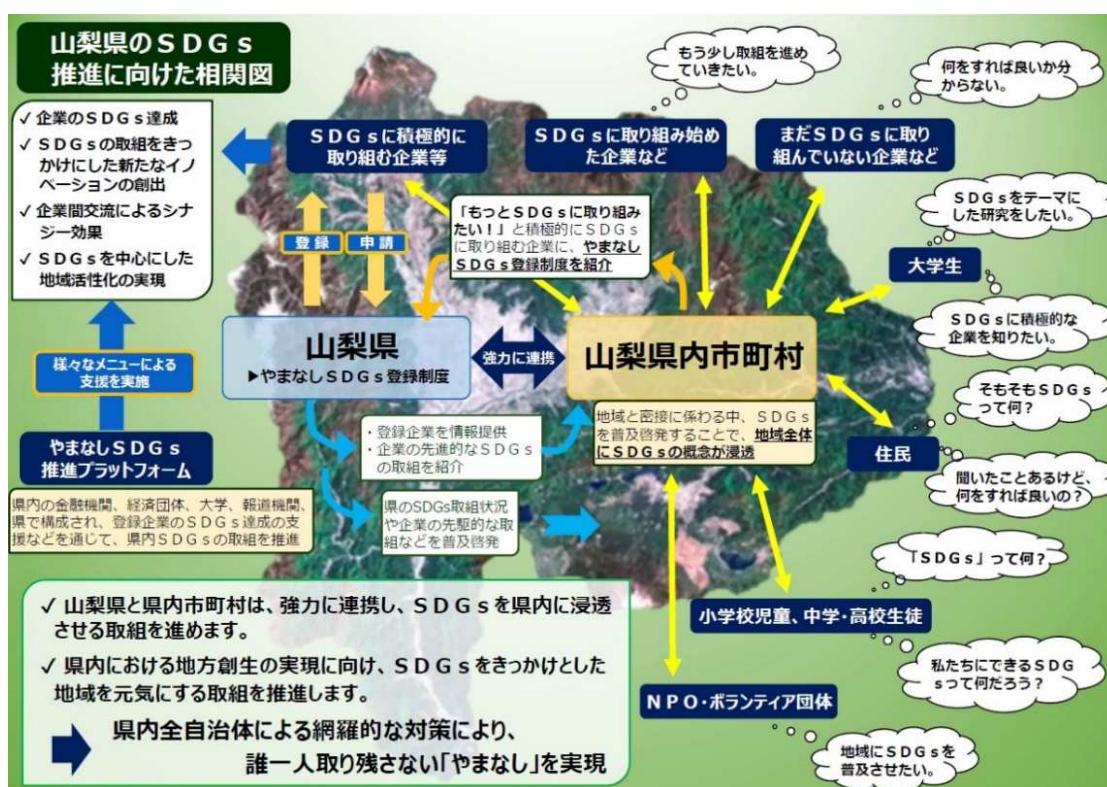 山梨県のSDGs
推進に向けた相関図
✓ 企業のSDGs達成
✓ SDGsの取組をきっ
かけにした新たなイノ
ベーションの創出
✓ 企業間交流によるシナ
ジー効果
✓ SDGsを中心にした
地域活性化の実現
様々なメニューによる
支援を実施
やまなしSDGs
推進プラットフォーム
県内の金融機関、経済団体、大学、報道機関、
県で構成され、登録企業のSDGs達成の支
援などを通じて、県内SDGsの取組を推進
SDGsに積極的に
取り組む企業等
SDGsに取り組み始め
た企業など
まだSDGsに取り
組んでいない企業など
もう少し取組を進め
ていきたい。
何をすれば良いか分
からない。
登録
申請
「もっとSDGsに取り組み
たい!」と積極的にSDGs
に取り組む企業に、やまなし
SDGs登録制度を紹介
山梨県
▶やまなしSDGs登録制度
強力に連携
山梨県内市町村
地域と密接に係わる中、SDGs
を普及啓発することで、地域全体
にSDGsの概念が浸透
・登録企業を情報提供
・企業の先進的なSDGs
の取組を紹介
県のSDGs取組状況
や企業の先駆的な取
組などを普及啓発
SDGsをテーマに
した研究をしたい。
大学生
SDGsに積極的な
企業を知りたい。
そもそもSDGs
って何?
住民
聞いたことあるけど、
何をすれば良いの?
「SDGs」って何?
小学校児童、中学・高校生徒
私たちにできるSDG
sって何だろう?
NPO・ボランティア団体
地域にSDGsを
普及させたい。
✓ 山梨県と県内市町村は、強力に連携し、SDGsを県内に浸透
させる取組を進めます。
✓ 県内における地方創生の実現に向け、SDGsをきっかけとした
地域を元気にする取組を推進します。
県内全自治体による網羅的な対策により、
誰一人取り残さない「やまなし」を実現